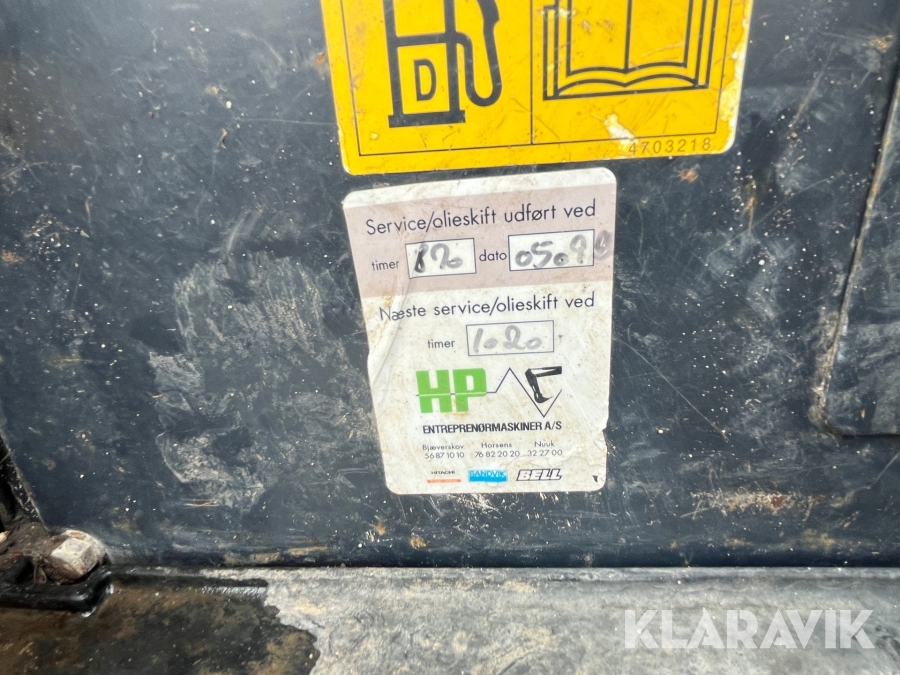 D
4703218
Service/olieskift udført ved
timer dato
Næste service/olieskift ved
timer 1020
HP
ENTREPRENØRMASKINER A/S
Bjæverskov Horsens Nuuk
56 87 10 10 76 82 20 20 32 27 00
HITACHI SANDVIK BELL
KLARAVIK